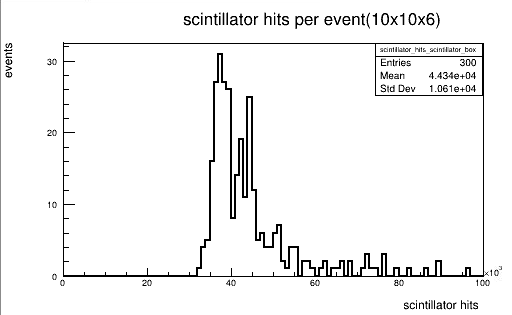 scintillator hits per event(10x10x6)
events
scintillator_hits_scintillator_box
Entries 300
Mean 4.434e+04
Std Dev 1.061e+04
30
20
10
0
0 20 40 60 80 100
×10³
scintillator hits